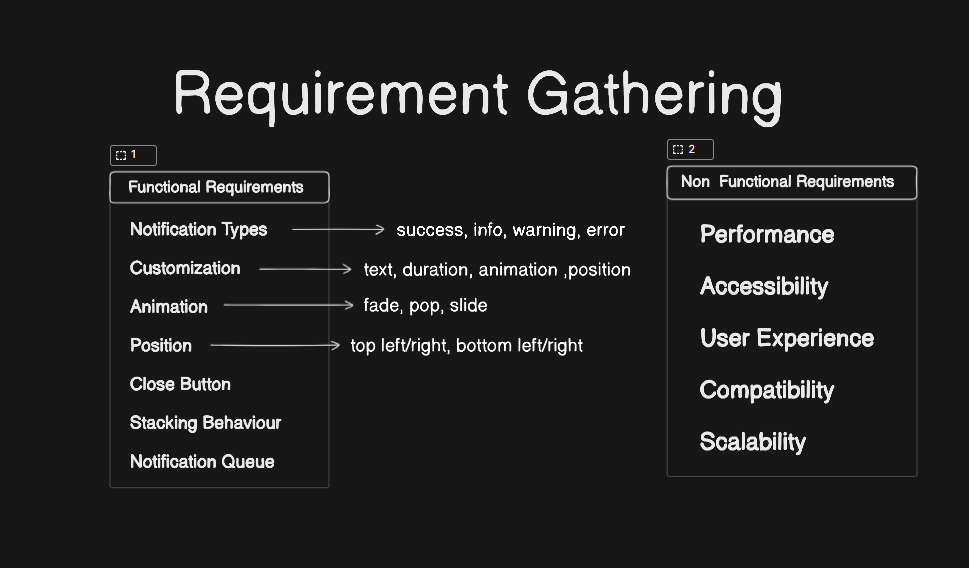 Requirement Gathering
1
Functional Requirements
Notification Types
success, info, warning, error
Customization
text, duration, animation ,position
Animation
fade, pop, slide
Position
top left/right, bottom left/right
Close Button
Stacking Behaviour
Notification Queue
2
Non Functional Requirements
Performance
Accessibility
User Experience
Compatibility
Scalability